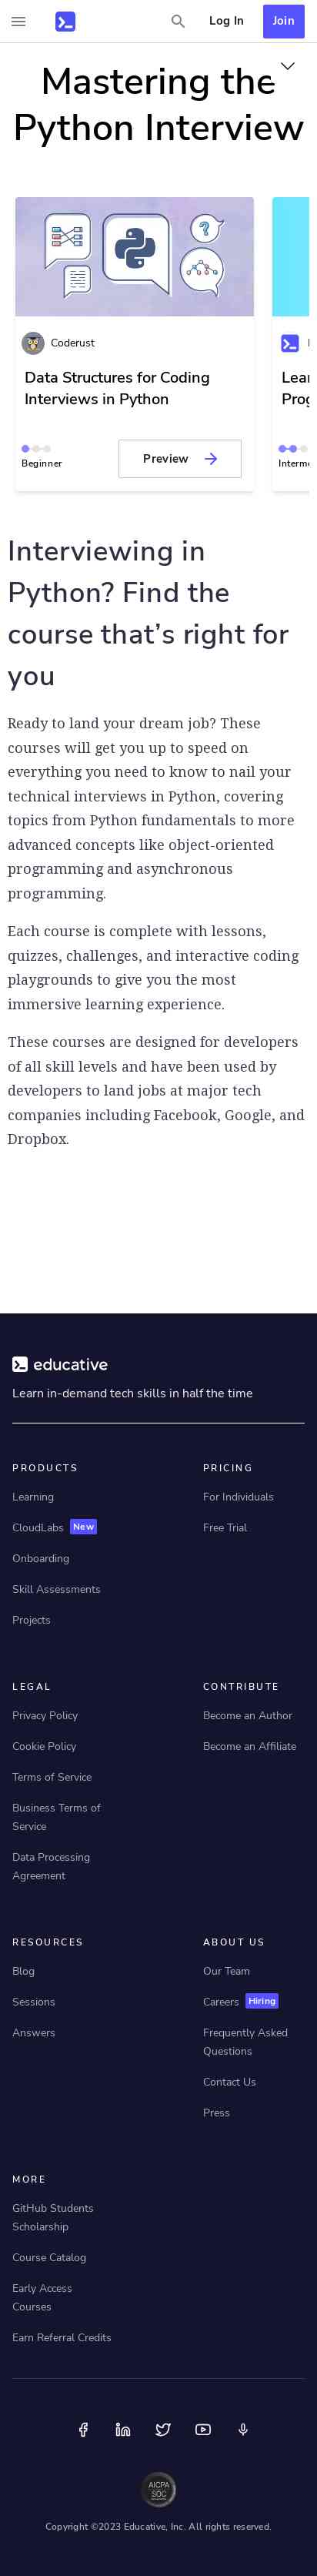 Log In
Join
Mastering the
Python Interview
Coderust
Data Structures for Coding
Interviews in Python
Beginner
Preview
Interviewing in
Python? Find the
course that’s right for
you
Ready to land your dream job? These
courses will get you up to speed on
everything you need to know to nail your
technical interviews in Python, covering
topics from Python fundamentals to more
advanced concepts like object-oriented
programming and asynchronous
programming.
Each course is complete with lessons,
quizzes, challenges, and interactive coding
playgrounds to give you the most
immersive learning experience.
These courses are designed for developers
of all skill levels and have been used by
developers to land jobs at major tech
companies including Facebook, Google, and
Dropbox.
educative
Learn in-demand tech skills in half the time
PRODUCTS
Learning
CloudLabs New
Onboarding
Skill Assessments
Projects
PRICING
For Individuals
Free Trial
LEGAL
Privacy Policy
Cookie Policy
Terms of Service
Business Terms of
Service
Data Processing
Agreement
CONTRIBUTE
Become an Author
Become an Affiliate
RESOURCES
Blog
Sessions
Answers
ABOUT US
Our Team
Careers Hiring
Frequently Asked
Questions
Contact Us
Press
MORE
GitHub Students
Scholarship
Course Catalog
Early Access
Courses
Earn Referral Credits
AICPA
SOC
Copyright ©2023 Educative, Inc. All rights reserved.